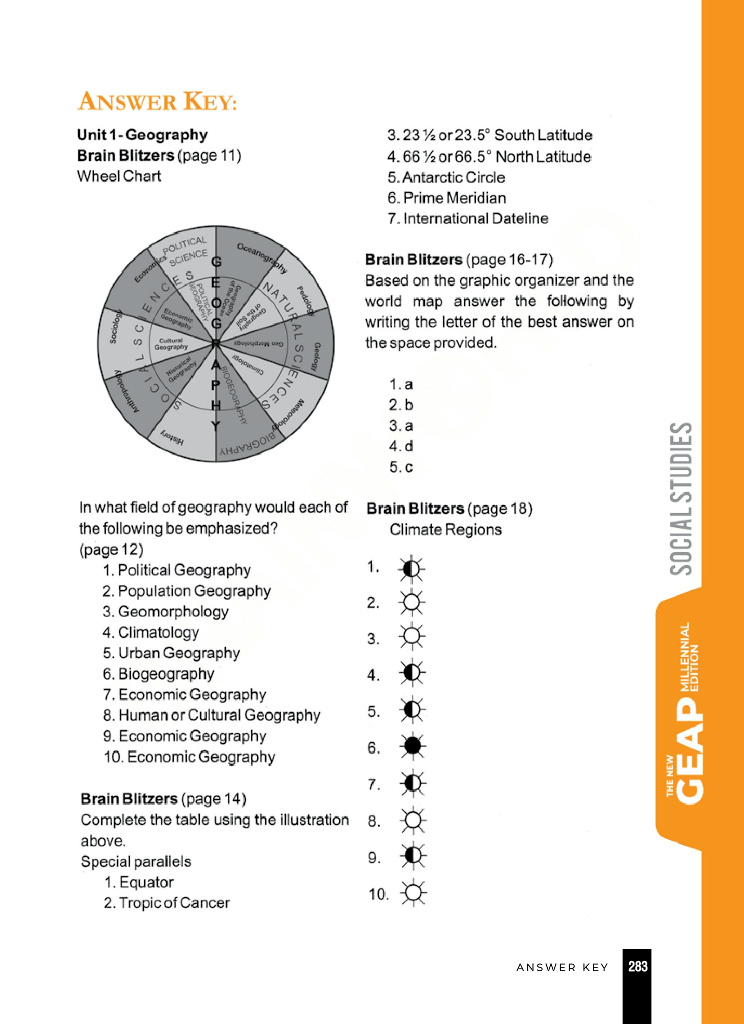 ANSWER KEY:
Unit 1- Geography
Brain Blitzers (page 11)
Wheel Chart
POLITICAL
SCIENCE
Oceanography
Pedology
Geology
Meteorology
BIOGRAPHY
History
Anthropology
Sociology
Economics
SOCIAL SCIENCES
NATURAL SCIENCES
GEOGRAPHY
POLITICAL
GEOGRAPHY
Geography
of the Ocean
Geography
of the Soil
Geo Morphology
Climatology
BIOGEOGRAPHY
Historical
Geography
Cultural
Geography
Economic
Geography
In what field of geography would each of
the following be emphasized?
(page 12)
1. Political Geography
2. Population Geography
3. Geomorphology
4. Climatology
5. Urban Geography
6. Biogeography
7. Economic Geography
8. Human or Cultural Geography
9. Economic Geography
10. Economic Geography
Brain Blitzers (page 14)
Complete the table using the illustration
above.
Special parallels
1. Equator
2. Tropic of Cancer
3. 23 ½ or 23.5° South Latitude
4. 66 ½ or 66.5° North Latitude
5. Antarctic Circle
6. Prime Meridian
7. International Dateline
Brain Blitzers (page 16-17)
Based on the graphic organizer and the
world map answer the following by
writing the letter of the best answer on
the space provided.
1. a
2. b
3. a
4. d
5. c
Brain Blitzers (page 18)
Climate Regions
1.
2.
3.
4.
5.
6.
7.
8.
9.
10.
SOCIAL STUDIES
THE NEW
GEAP MILLENNIAL
EDITION
ANSWER KEY 283